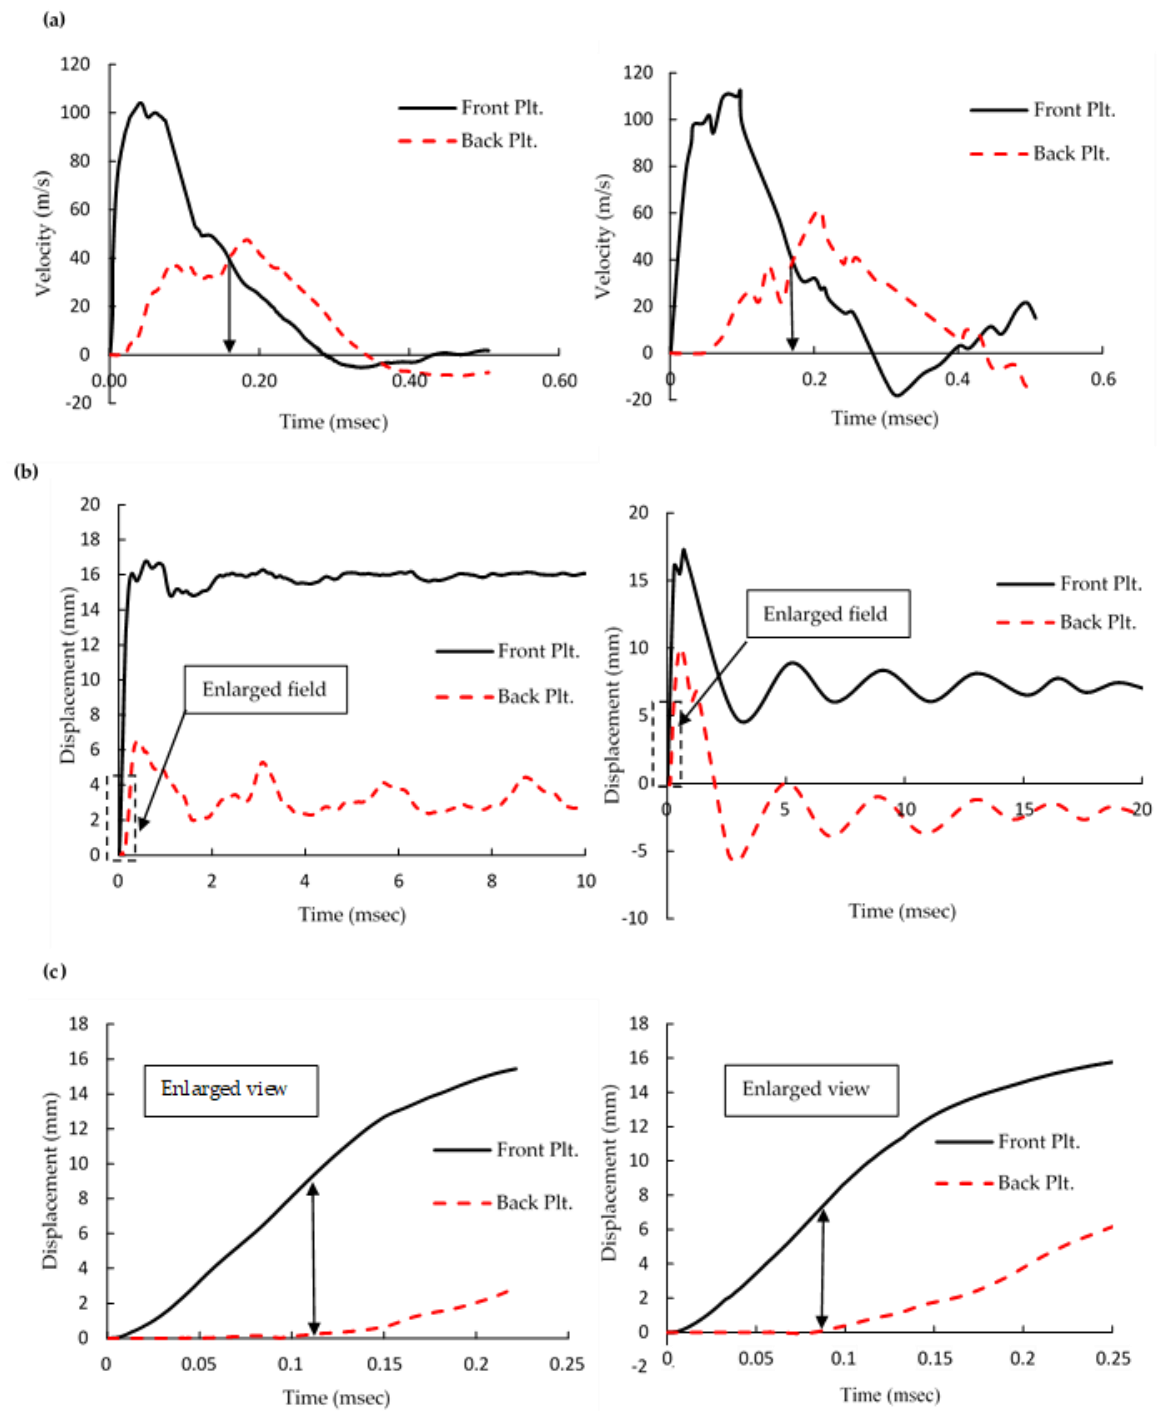 (a)
120
100
80
60
40
20
0
-20
0.00
0.20
0.40
0.60
Velocity (m/s)
Time (msec)
Front Plt.
Back Plt.
120
100
80
60
40
20
0
-20
0
0.2
0.4
0.6
Velocity (m/s)
Time (msec)
Front Plt.
Back Plt.
(b)
20
18
16
14
12
10
8
6
4
2
0
0
2
4
6
8
10
Displacement (mm)
Time (msec)
Enlarged field
Front Plt.
Back Plt.
20
15
10
5
0
-5
-10
0
5
10
15
20
Displacement (mm)
Time (msec)
Enlarged field
Front Plt.
Back Plt.
(c)
18
16
14
12
10
8
6
4
2
0
0
0.05
0.1
0.15
0.2
0.25
Displacement (mm)
Time (msec)
Enlarged view
Front Plt.
Back Plt.
18
16
14
12
10
8
6
4
2
0
-2
0
0.05
0.1
0.15
0.2
0.25
Displacement (mm)
Time (msec)
Enlarged view
Front Plt.
Back Plt.